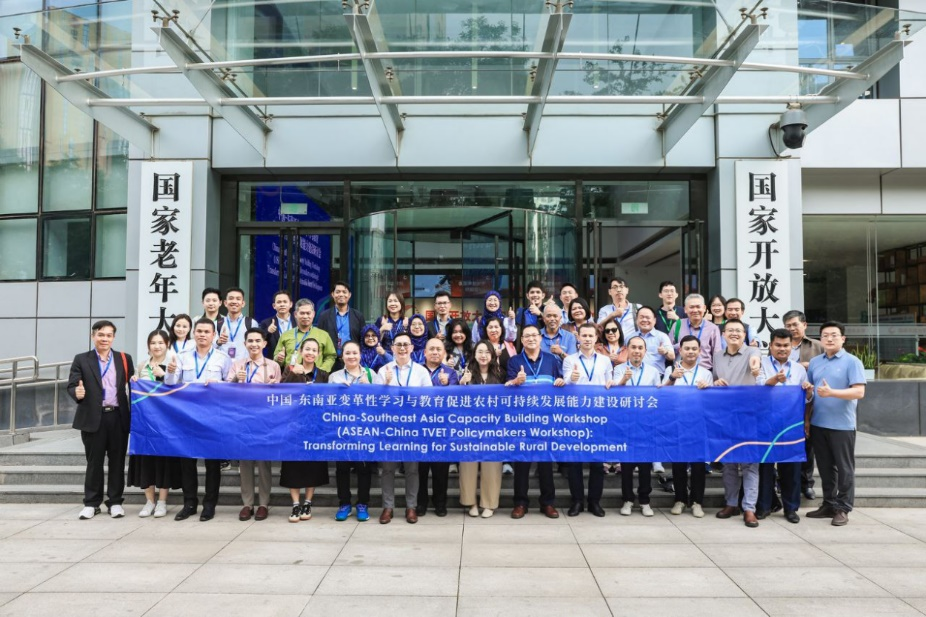 国家老年大
国家开放大
中国-东南亚变革性学习与教育促进农村可持续发展能力建设研讨会
China-Southeast Asia Capacity Building Workshop
(ASEAN-China TVET Policymakers Workshop):
Transforming Learning for Sustainable Rural Development